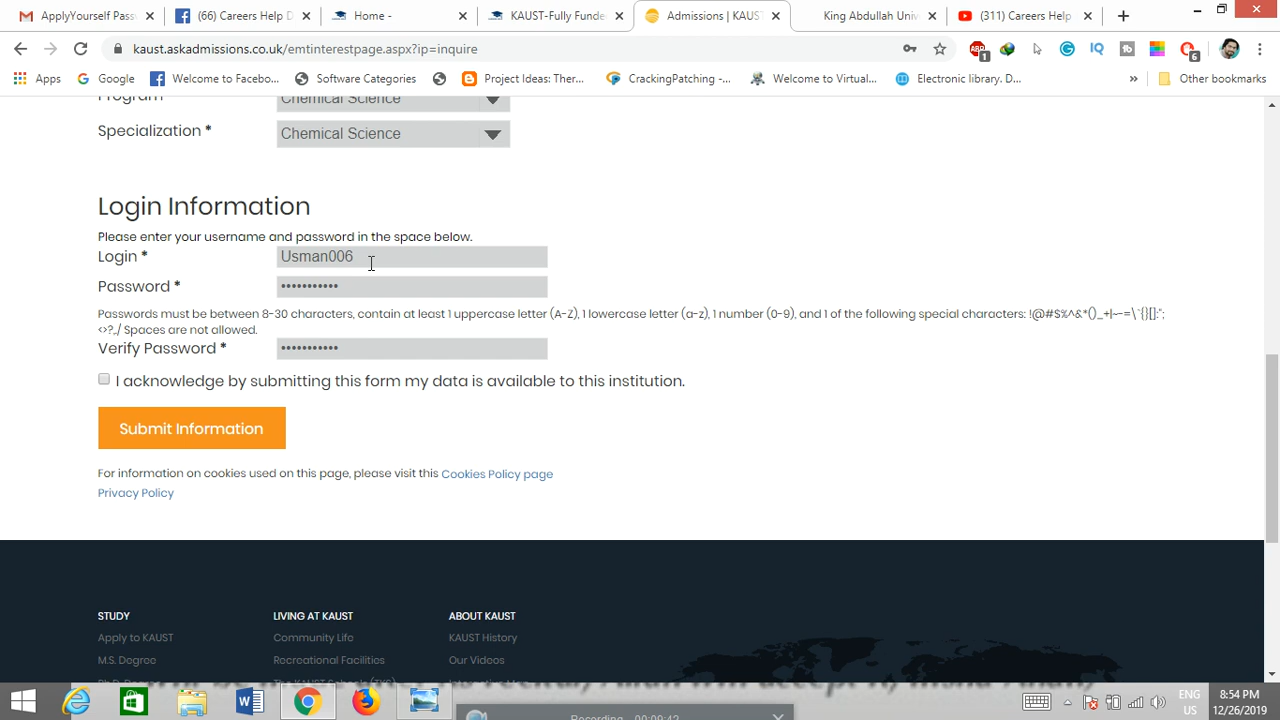 ApplyYourself Passw
(66) Careers Help D
Home -
KAUST-Fully Funde
Admissions | KAUST
King Abdullah Univ
(311) Careers Help
kaust.askadmissions.co.uk/emtinterestpage.aspx?ip=inquire
Apps
Google
Welcome to Facebo...
Software Categories
Project Ideas: Ther...
CrackingPatching -...
Welcome to Virtual...
Electronic library. D...
»
Other bookmarks
Program
Chemical Science
Specialization *
Chemical Science
Login Information
Please enter your username and password in the space below.
Login *
Usman006
Password *
•••••••••••
Passwords must be between 8-30 characters, contain at least 1 uppercase letter (A-Z), 1 lowercase letter (a-z), 1 number (0-9), and 1 of the following special characters: !@#$%^&*()_+|~-=\`{}[]:";
<>?,./ Spaces are not allowed.
Verify Password *
•••••••••••
I acknowledge by submitting this form my data is available to this institution.
Submit Information
For information on cookies used on this page, please visit this Cookies Policy page
Privacy Policy
STUDY
LIVING AT KAUST
ABOUT KAUST
Apply to KAUST
Community Life
KAUST History
M.S. Degree
Recreational Facilities
Our Videos
Recording... 00:09:42
ENG
US
8:54 PM
12/26/2019